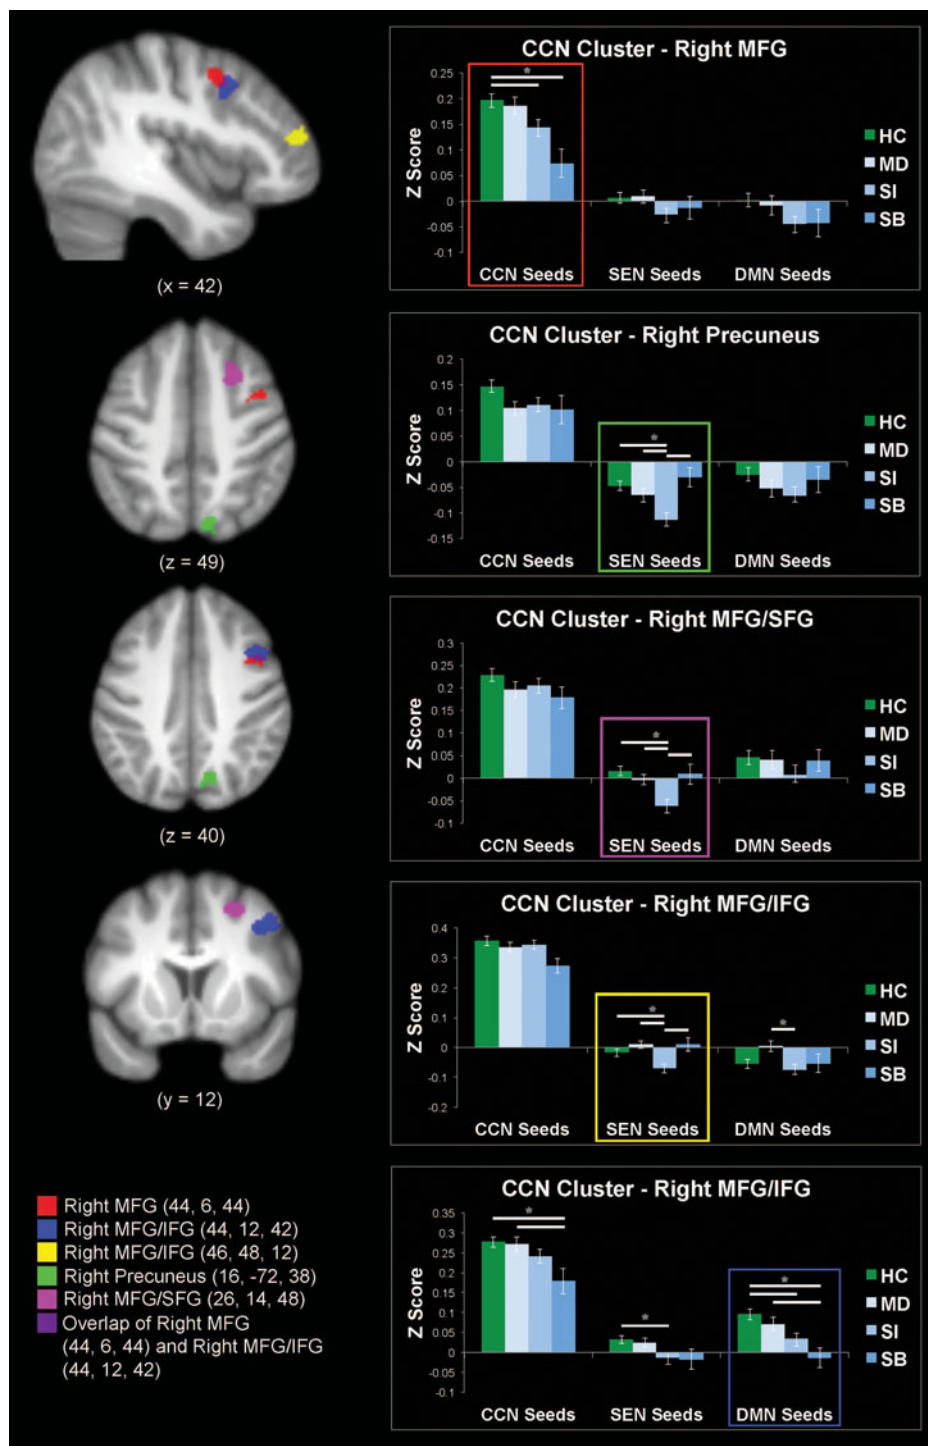 (x = 42)
(z = 49)
(z = 40)
(y = 12)
Right MFG (44, 6, 44)
Right MFG/IFG (44, 12, 42)
Right MFG/IFG (46, 48, 12)
Right Precuneus (16, -72, 38)
Right MFG/SFG (26, 14, 48)
Overlap of Right MFG
(44, 6, 44) and Right MFG/IFG
(44, 12, 42)
CCN Cluster - Right MFG
Z Score
0.25
0.2
0.15
0.1
0.05
0
-0.05
-0.1
*
CCN Seeds
SEN Seeds
DMN Seeds
HC
MD
SI
SB
CCN Cluster - Right Precuneus
Z Score
0.2
0.15
0.1
0.05
0
-0.05
-0.1
-0.15
*
CCN Seeds
SEN Seeds
DMN Seeds
HC
MD
SI
SB
CCN Cluster - Right MFG/SFG
Z Score
0.3
0.25
0.2
0.15
0.1
0.05
0
-0.05
-0.1
*
CCN Seeds
SEN Seeds
DMN Seeds
HC
MD
SI
SB
CCN Cluster - Right MFG/IFG
Z Score
0.4
0.3
0.2
0.1
0
-0.1
-0.2
*
*
CCN Seeds
SEN Seeds
DMN Seeds
HC
MD
SI
SB
CCN Cluster - Right MFG/IFG
Z Score
0.35
0.3
0.25
0.2
0.15
0.1
0.05
0
-0.05
-0.1
*
*
*
CCN Seeds
SEN Seeds
DMN Seeds
HC
MD
SI
SB